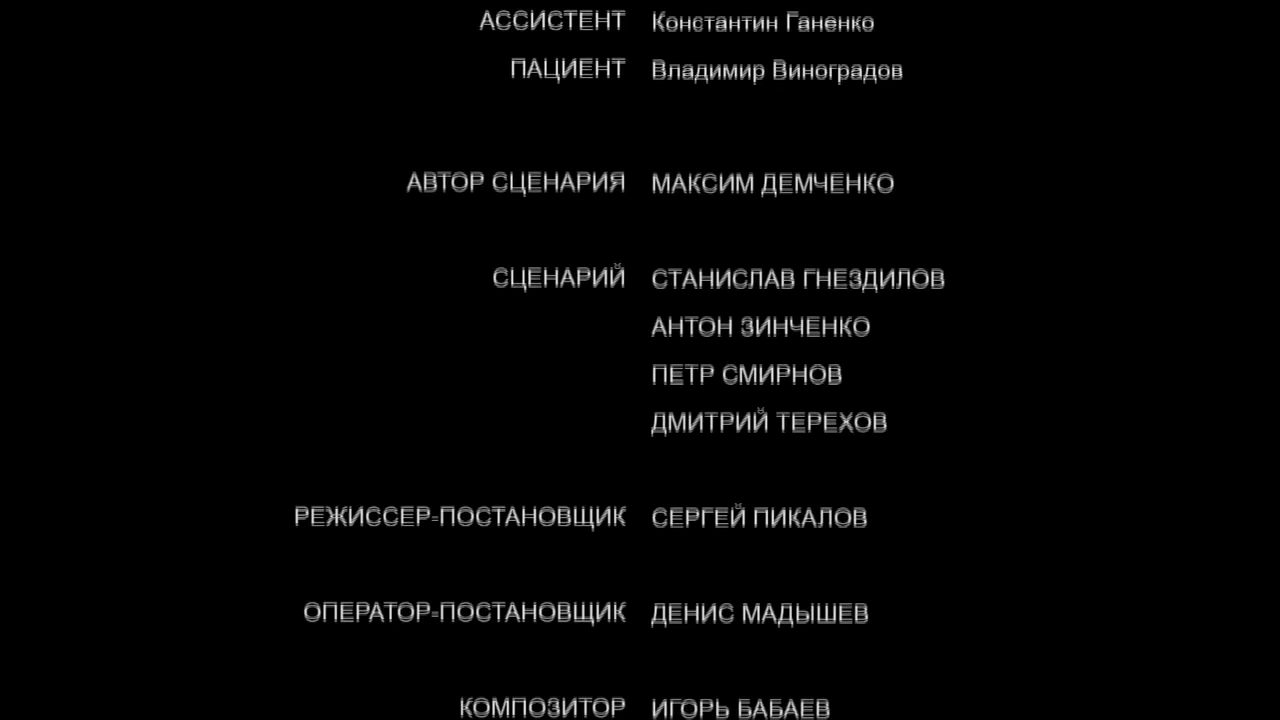 АССИСТЕНТ Константин Ганенко
ПАЦИЕНТ Владимир Виноградов
АВТОР СЦЕНАРИЯ МАКСИМ ДЕМЧЕНКО
СЦЕНАРИЙ СТАНИСЛАВ ГНЕЗДИЛОВ
АНТОН ЗИНЧЕНКО
ПЕТР СМИРНОВ
ДМИТРИЙ ТЕРЕХОВ
РЕЖИССЕР-ПОСТАНОВЩИК СЕРГЕЙ ПИКАЛОВ
ОПЕРАТОР-ПОСТАНОВЩИК ДЕНИС МАДЫШЕВ
КОМПОЗИТОР ИГОРЬ БАБАЕВ